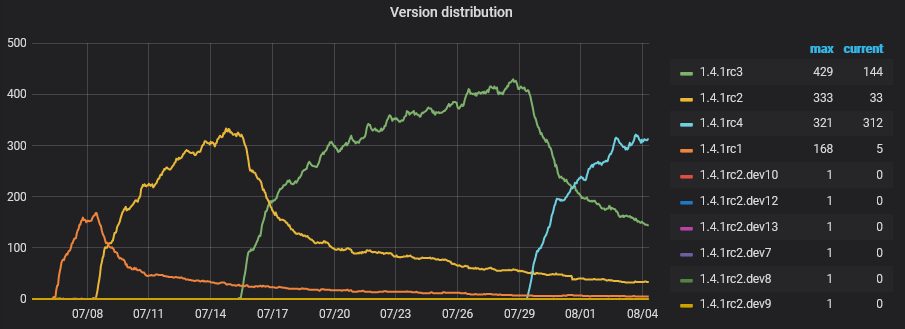 Version distribution
500
400
300
200
100
0
07/08 07/11 07/14 07/17 07/20 07/23 07/26 07/29 08/01 08/04
max current
1.4.1rc3 429 144
1.4.1rc2 333 33
1.4.1rc4 321 312
1.4.1rc1 168 5
1.4.1rc2.dev10 1 0
1.4.1rc2.dev12 1 0
1.4.1rc2.dev13 1 0
1.4.1rc2.dev7 1 0
1.4.1rc2.dev8 1 0
1.4.1rc2.dev9 1 0